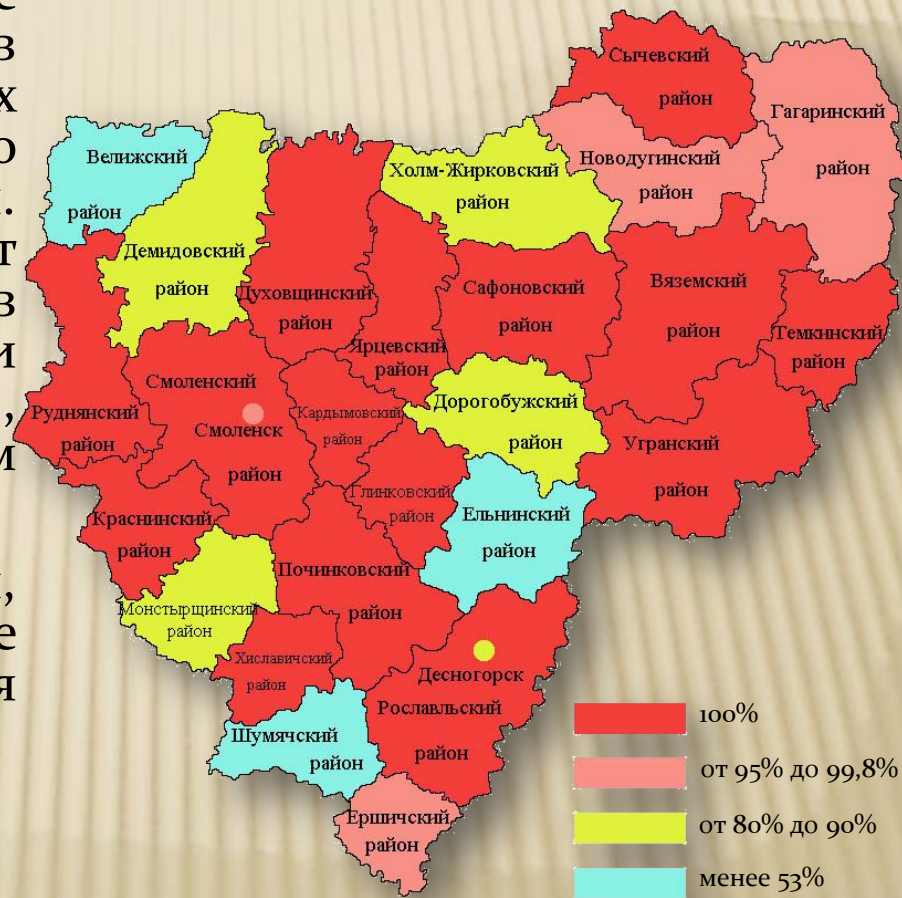 е
в
х
о
.
т
в
и
,
м
,
е
я
Сычевский
район
Гагаринский
район
Новодугинский
район
Велижский
район
Холм-Жирковский
район
Демидовский
район
Духовщинский
район
Сафоновский
район
Вяземский
район
Темкинский
район
Ярцевский
район
Смоленский
Смоленск
район
Кардымовский
район
Дорогобужский
район
Руднянский
район
Угранский
район
Глинковский
район
Ельнинский
район
Краснинский
район
Починковский
район
Монстырщинский
район
Хиславичский
район
Десногорск
Рославльский
район
Шумячский
район
Ершичский
район
100%
от 95% до 99,8%
от 80% до 90%
менее 53%